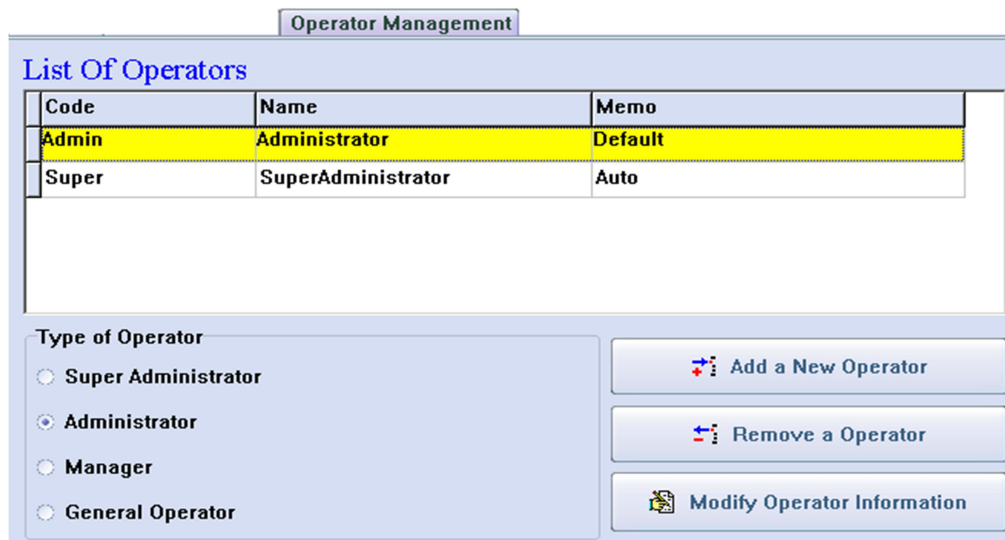 Operator Management
List Of Operators
Code Name Memo
Admin Administrator Default
Super SuperAdministrator Auto
Type of Operator
Super Administrator
Administrator
Manager
General Operator
Add a New Operator
Remove a Operator
Modify Operator Information